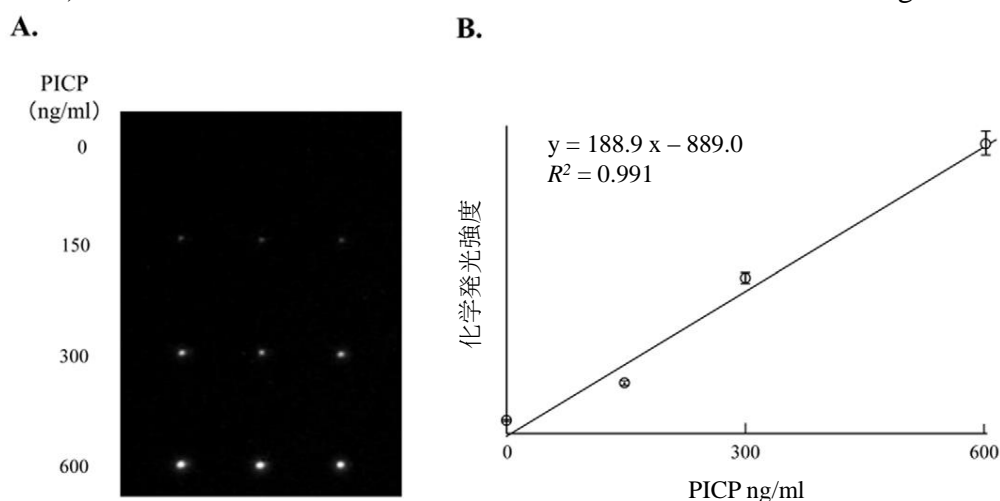 A.
B.
PICP
(ng/ml)
0
150
300
600
y = 188.9 x – 889.0
R² = 0.991
化学発光強度
0
300
600
PICP ng/ml